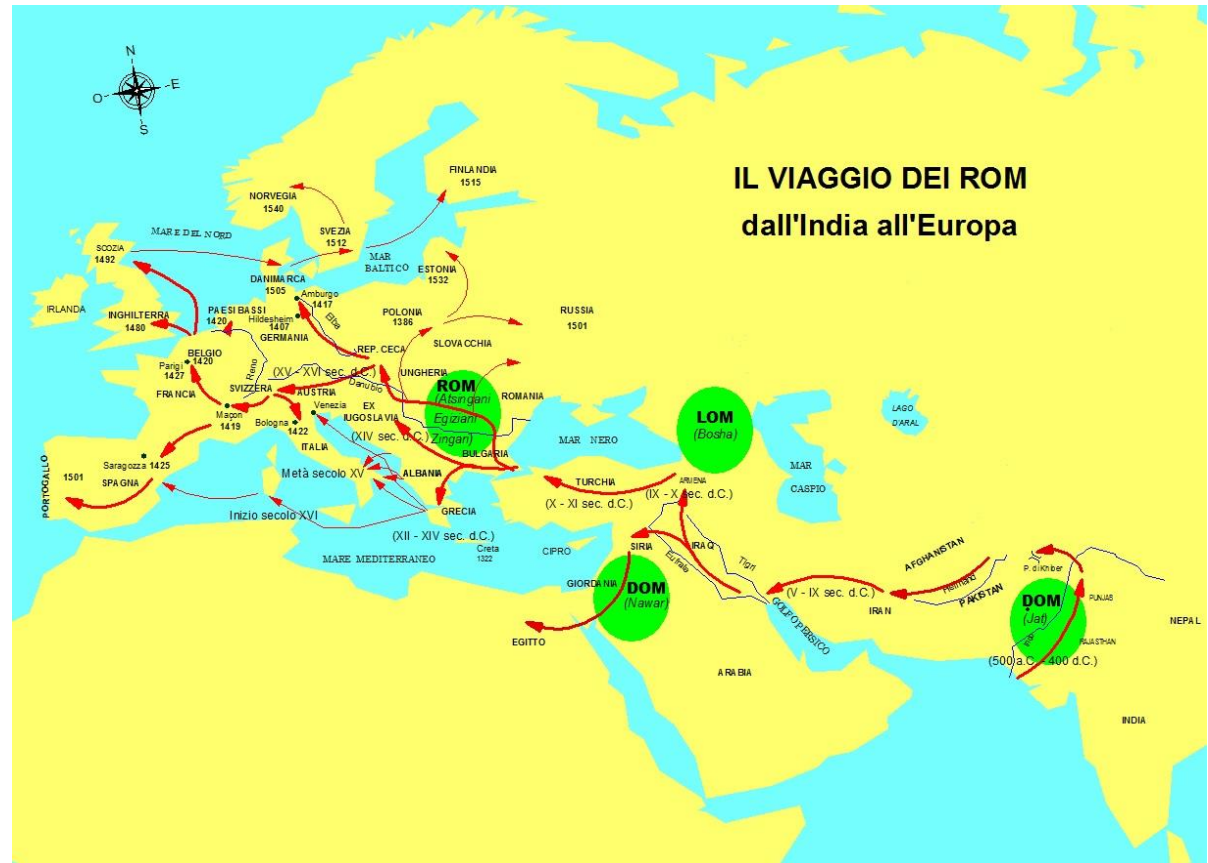 IL VIAGGIO DEI ROM
dall'India all'Europa
N
O
E
S
FINLANDIA
1515
NORVEGIA
1540
SVEZIA
1512
MARE DEL NORD
SCOZIA
1492
MAR
BALTICO
ESTONIA
1532
DANIMARCA
1505
Amburgo
1417
IRLANDA
INGHILTERRA
1480
PAESI BASSI
1420
Hildesheim
1407
GERMANIA
Elba
POLONIA
1386
RUSSIA
1501
SLOVACCHIA
REP. CECA
BELGIO
1420
Parigi
1427
Reno
(XV - XVI sec. d.C.)
UNGHERIA
Danubio
FRANCIA
SVIZZERA
AUSTRIA
Maçon
1419
Venezia
Bologna
1422
EX
IUGOSLAVIA
(XIV sec. d.C.)
ROM
(Atsingani
Egiziani
Zingari)
ROMANIA
BULGARIA
ITALIA
LOM
(Bosha)
LAGO
D'ARAL
MAR NERO
MAR
CASPIO
Saragozza
1425
SPAGNA
PORTOGALLO
1501
Metà secolo XV
ALBANIA
TURCHIA
(X - XI sec. d.C.)
(IX - X sec. d.C.)
Inizio secolo XVI
GRECIA
(XII - XIV sec. d.C.)
Creta
1322
MARE MEDITERRANEO
CIPRO
SIRIA
IRAQ
Tigri
Eufrate
GIORDANIA
DOM
(Nawar)
EGITTO
GOLFO PERSICO
ARABIA
(V - IX sec. d.C.)
IRAN
AFGHANISTAN
Helmand
PAKISTAN
P. di Khiber
ḌOM
(Jat)
PUNJAS
RAJASTHAN
NEPAL
(500 a.C. - 400 d.C.)
INDIA